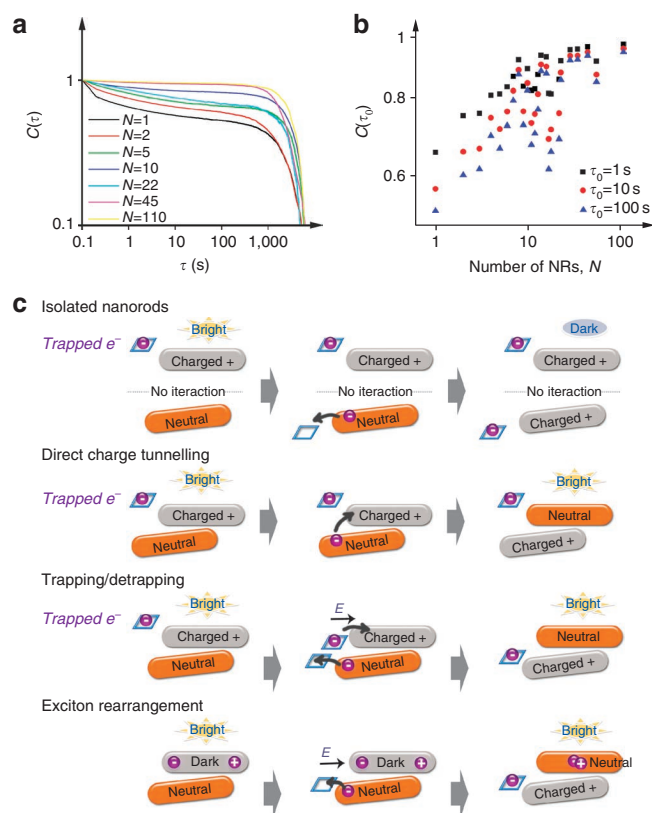 a
C(τ)
1
0.1
N=1
N=2
N=5
N=10
N=22
N=45
N=110
0.1 1 10 100 1,000
τ (s)
b
C(τ0)
1
0.8
0.6
τ0=1 s
τ0=10 s
τ0=100 s
1 10 100
Number of NRs, N
c
Isolated nanorods
Trapped e– Bright Dark
Charged + Charged + Charged +
No iteraction No iteraction No iteraction
Neutral Neutral Charged +
Direct charge tunnelling
Bright Bright
Trapped e–
Charged + Charged + Neutral
Neutral Neutral Charged +
Trapping/detrapping
Bright E Bright
Trapped e–
Charged + Charged + Neutral
Neutral Neutral Charged +
Exciton rearrangement
Bright E Bright
Dark Dark Neutral
Neutral Neutral Charged +